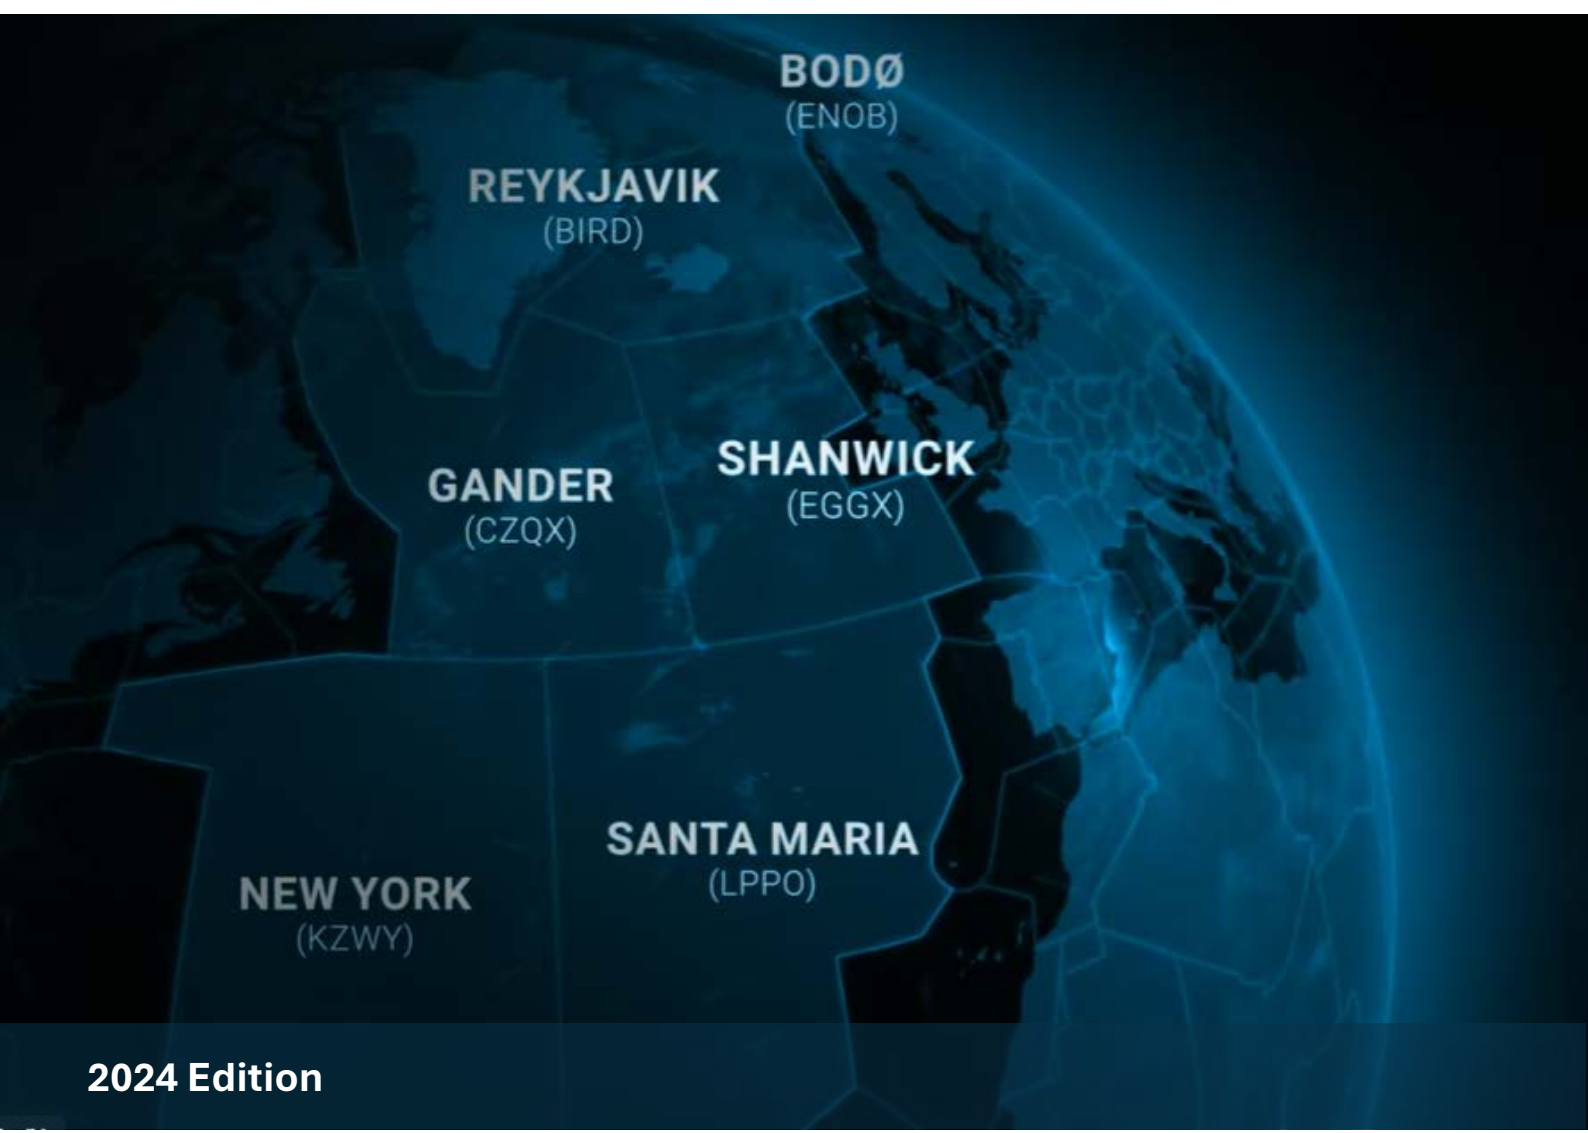 BODØ
(ENOB)
REYKJAVIK
(BIRD)
SHANWICK
(EGGX)
GANDER
(CZQX)
SANTA MARIA
(LPPO)
NEW YORK
(KZWY)
2024 Edition